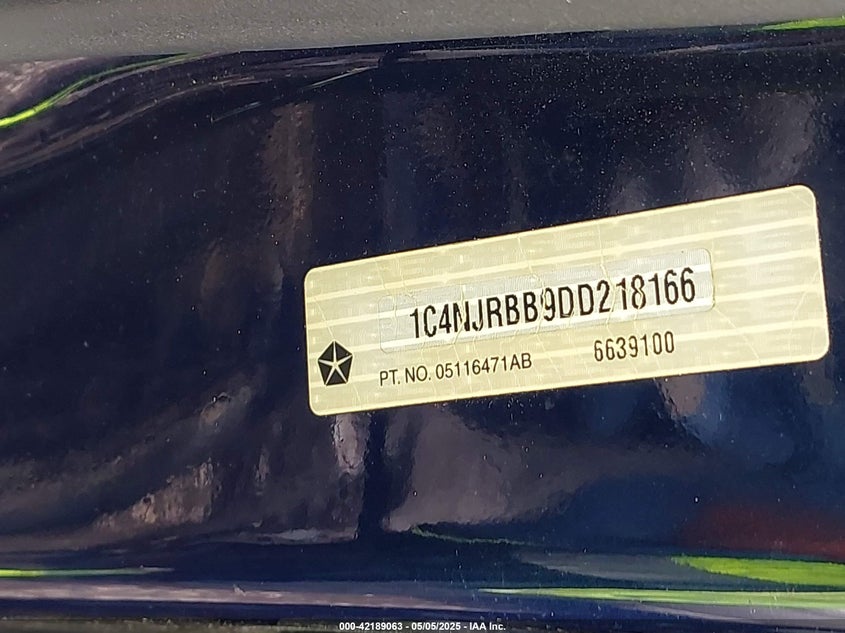 1C4NJRBB9DD218166
PT. NO. 05116471AB 6639100
000-42189063 - 05/05/2025 - IAA Inc.